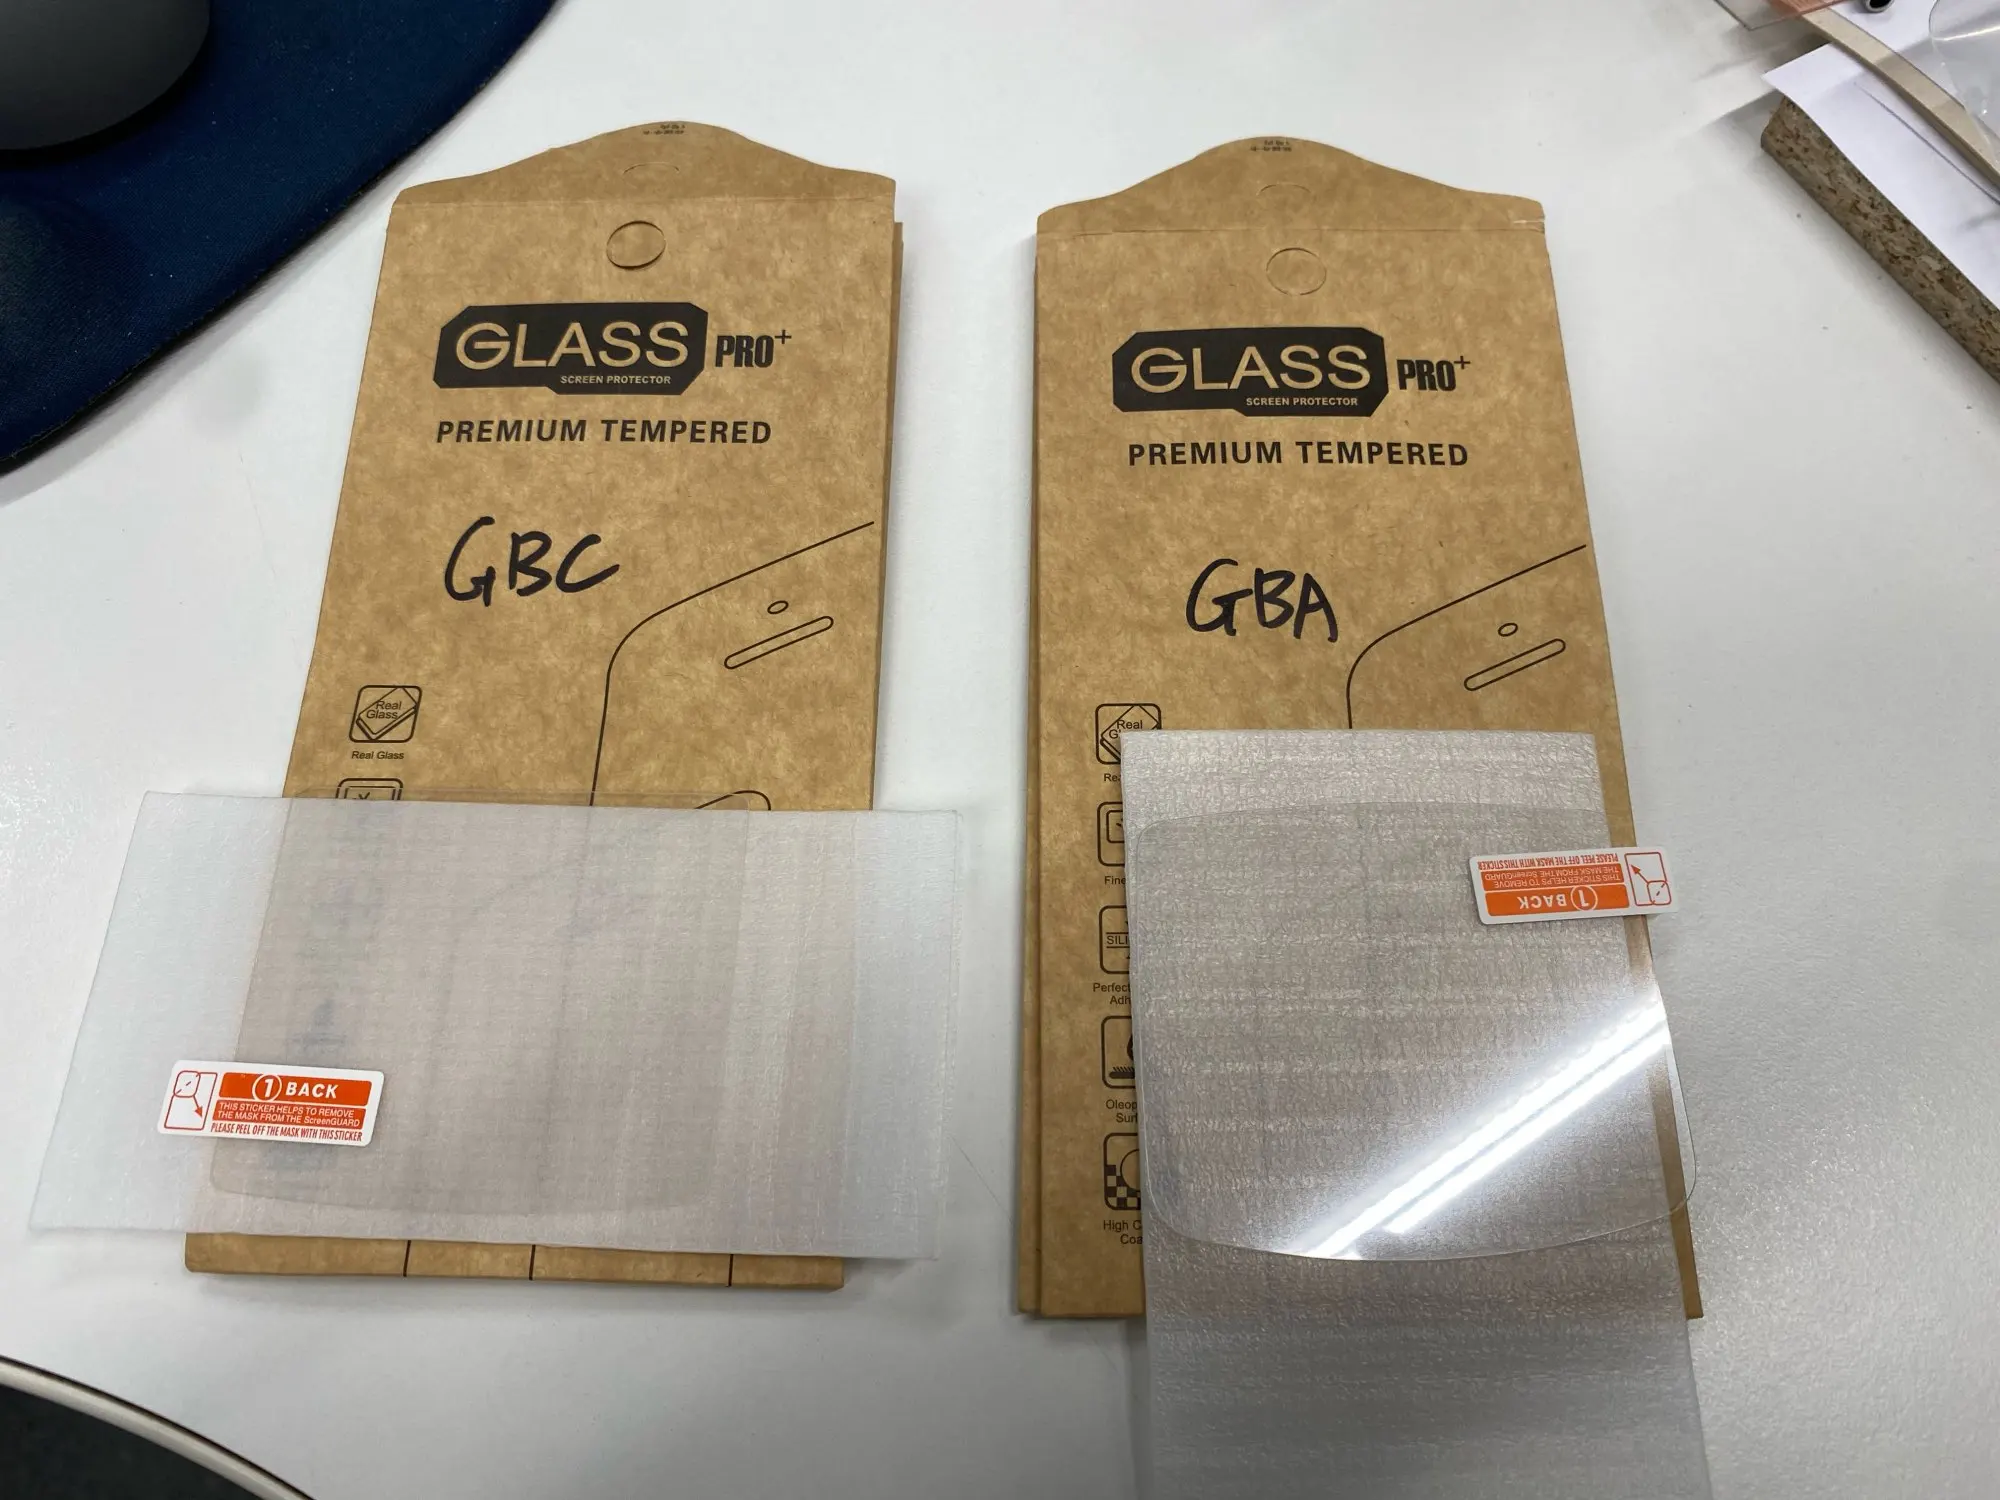 GLASS PRO+
SCREEN PROTECTOR
PREMIUM TEMPERED
GBC
Real Glass
Real Glass
1 BACK
THIS STICKER HELPS TO REMOVE
THE MASK FROM THE ScreenGUARD
PLEASE PEEL OFF THE MASK WITH THIS STICKER
GLASS PRO+
SCREEN PROTECTOR
PREMIUM TEMPERED
GBA
Real
1 BACK
THIS STICKER HELPS TO REMOVE
THE MASK FROM THE ScreenGUARD
PLEASE PEEL OFF THE MASK WITH THIS STICKER
Perfect
High